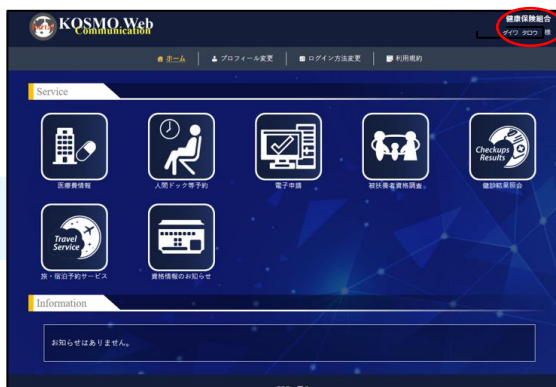 KOSMO Web
Communication
健康保険組合
ダイワ タロウ 様
ホーム
プロフィール変更
ログイン方法変更
利用規約
Service
医療費情報
人間ドック等予約
電子申請
被扶養者資格調査
Checkups
Results
健診結果照会
Travel
Service
旅・宿泊予約サービス
資格情報のお知らせ
Information
お知らせはありません。